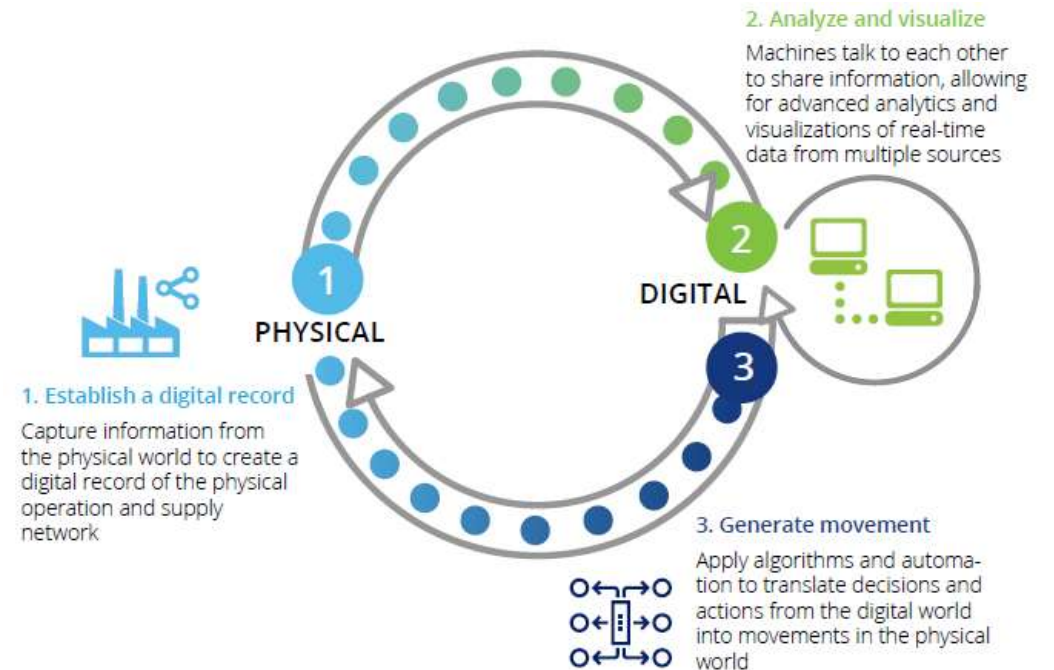 2. Analyze and visualize
Machines talk to each other
to share information, allowing
for advanced analytics and
visualizations of real-time
data from multiple sources
1
2
DIGITAL
PHYSICAL
3
1. Establish a digital record
Capture information from
the physical world to create a
digital record of the physical
operation and supply
network
3. Generate movement
Apply algorithms and automa-
tion to translate decisions and
actions from the digital world
into movements in the physical
world